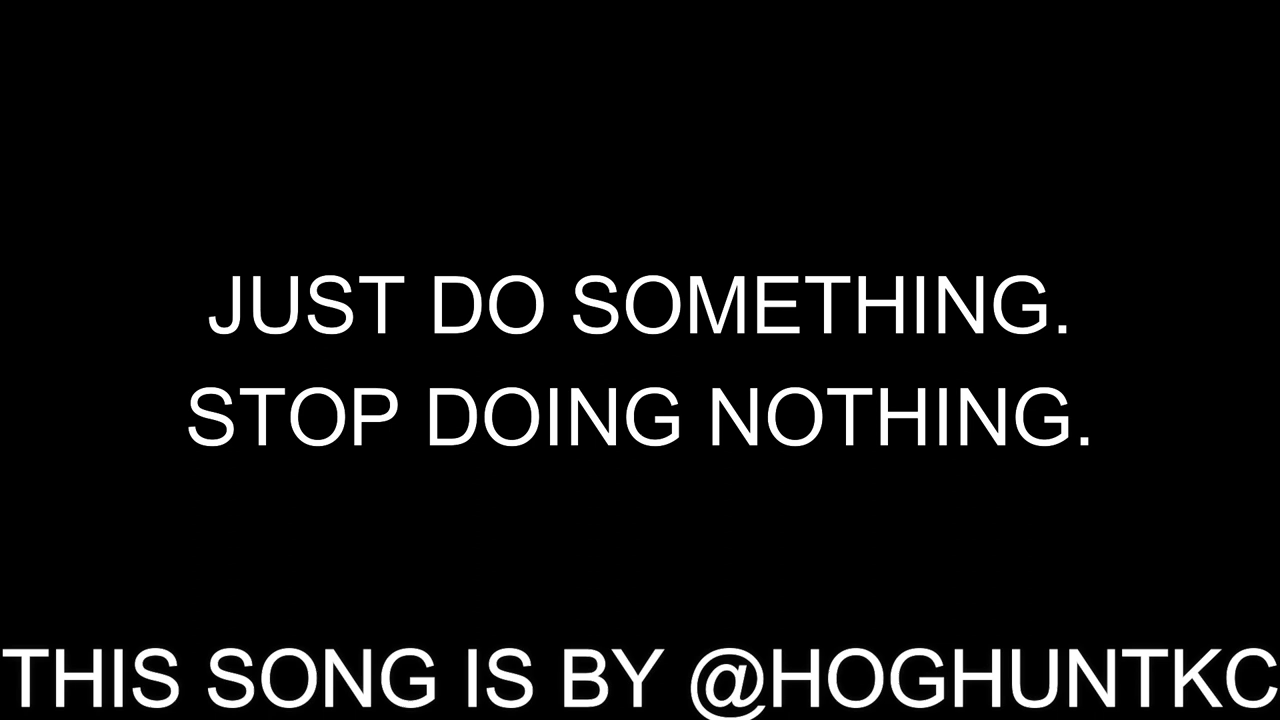 JUST DO SOMETHING.
STOP DOING NOTHING.
THIS SONG IS BY @HOGHUNTKC